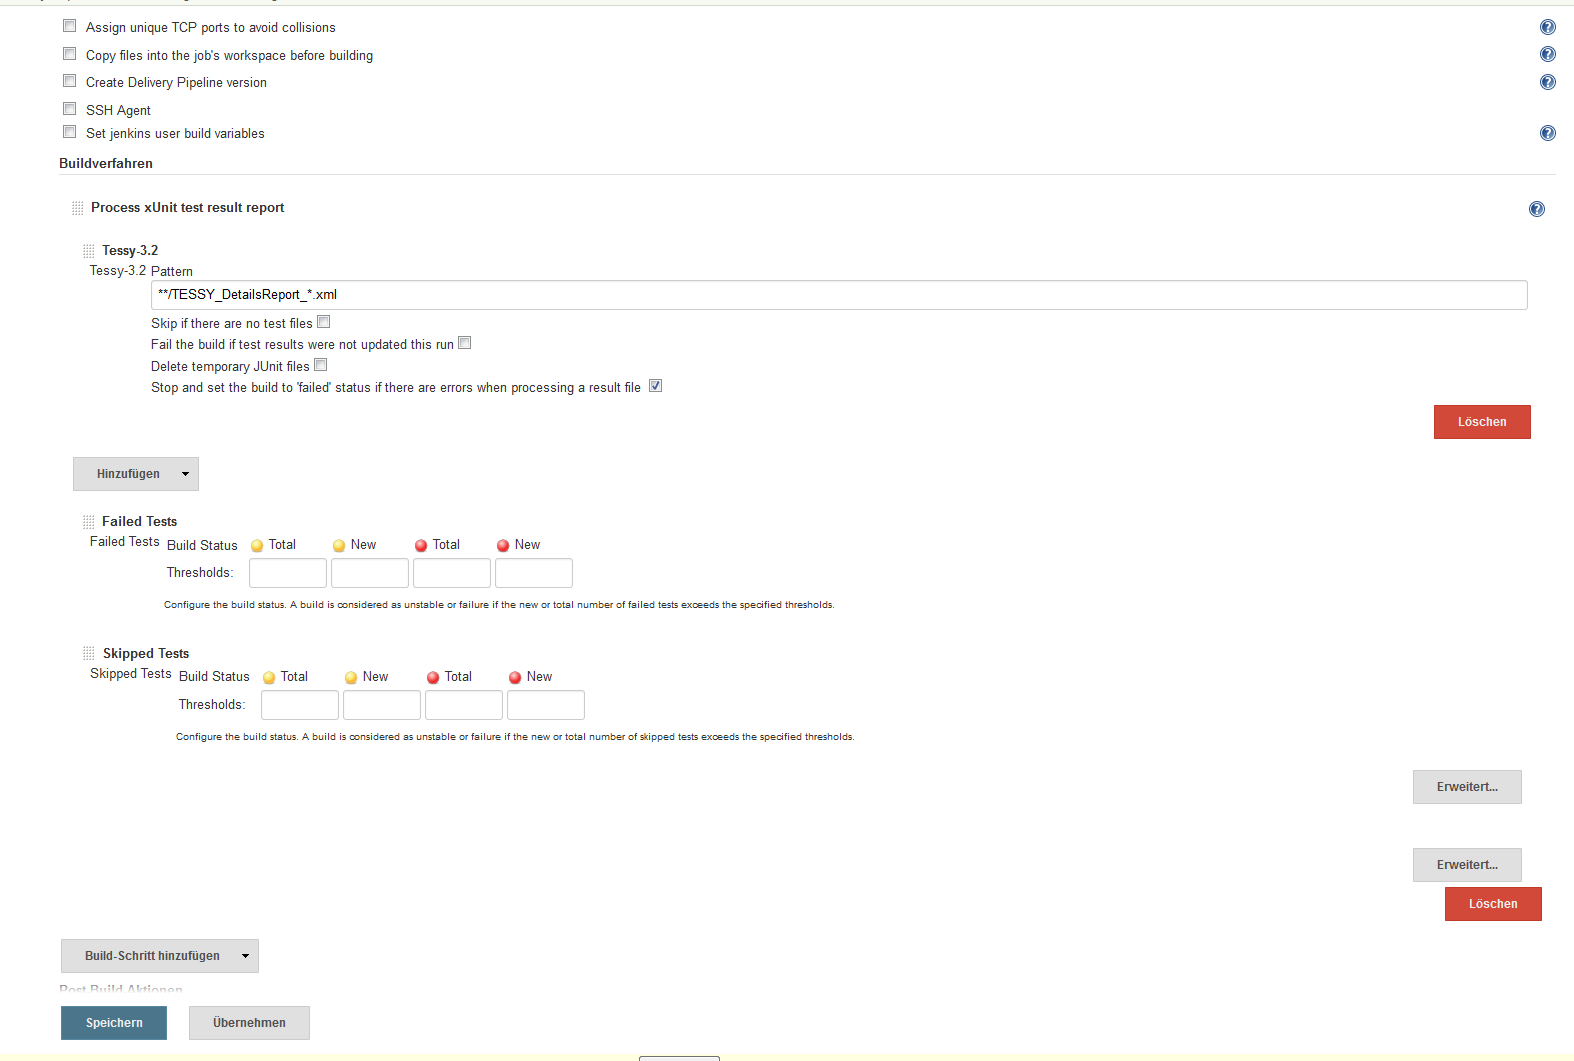 Assign unique TCP ports to avoid collisions
Copy files into the job's workspace before building
Create Delivery Pipeline version
SSH Agent
Set jenkins user build variables
Buildverfahren
Process xUnit test result report
Tessy-3.2
Tessy-3.2 Pattern
**/TESSY_DetailsReport_*.xml
Skip if there are no test files
Fail the build if test results were not updated this run
Delete temporary JUnit files
Stop and set the build to 'failed' status if there are errors when processing a result file
Löschen
Hinzufügen
Failed Tests
Failed Tests Build Status Total New Total New
Thresholds:
Configure the build status. A build is considered as unstable or failure if the new or total number of failed tests exceeds the specified thresholds.
Skipped Tests
Skipped Tests Build Status Total New Total New
Thresholds:
Configure the build status. A build is considered as unstable or failure if the new or total number of skipped tests exceeds the specified thresholds.
Erweitert...
Erweitert...
Löschen
Build-Schritt hinzufügen
Post Build Aktionen
Speichern Übernehmen